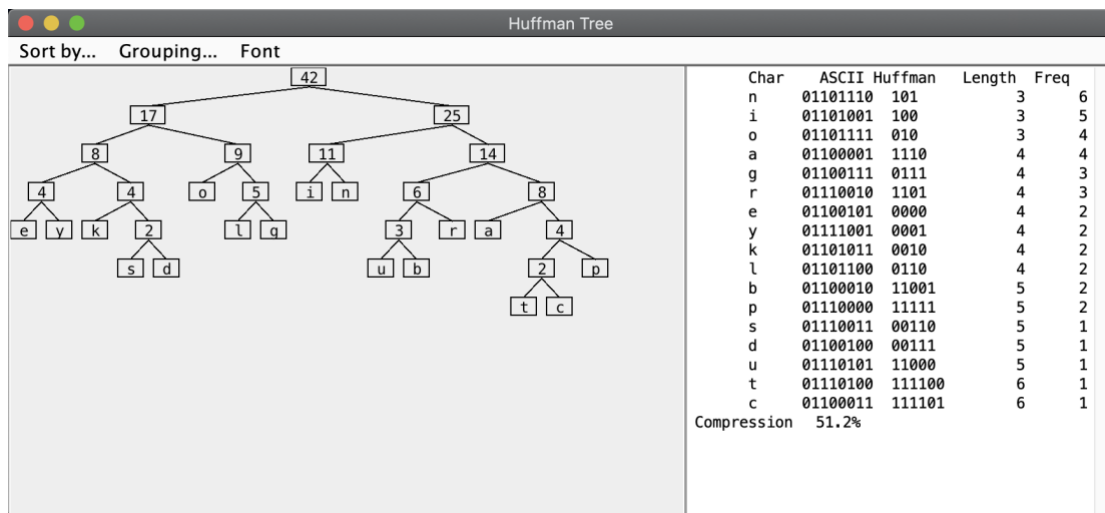 Huffman Tree
Sort by... Grouping... Font
42
17 25
8 9 11 14
4 4 o 5 i n 6 8
e y k 2 l g 3 r a 4
s d u b 2 p
t c
Char ASCII Huffman Length Freq
n 01101110 101 3 6
i 01101001 100 3 5
o 01101111 010 3 4
a 01100001 1110 4 4
g 01100111 0111 4 3
r 01110010 1101 4 3
e 01100101 0000 4 2
y 01111001 0001 4 2
k 01101011 0010 4 2
l 01101100 0110 4 2
b 01100010 11001 5 2
p 01110000 11111 5 2
s 01110011 00110 5 1
d 01100100 00111 5 1
u 01110101 11000 5 1
t 01110100 111100 6 1
c 01100011 111101 6 1
Compression 51.2%